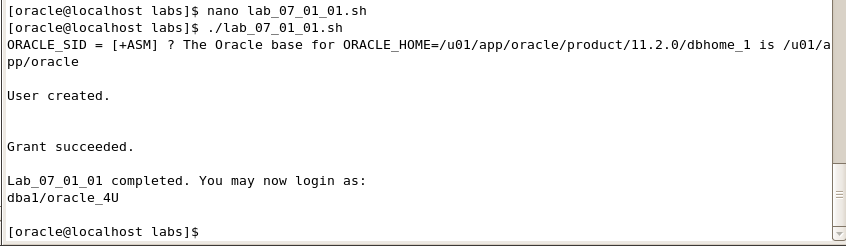 [oracle@localhost labs]$ nano lab_07_01_01.sh
[oracle@localhost labs]$ ./lab_07_01_01.sh
ORACLE_SID = [+ASM] ? The Oracle base for ORACLE_HOME=/u01/app/oracle/product/11.2.0/dbhome_1 is /u01/a
pp/oracle
User created.
Grant succeeded.
Lab_07_01_01 completed. You may now login as:
dba1/oracle_4U
[oracle@localhost labs]$